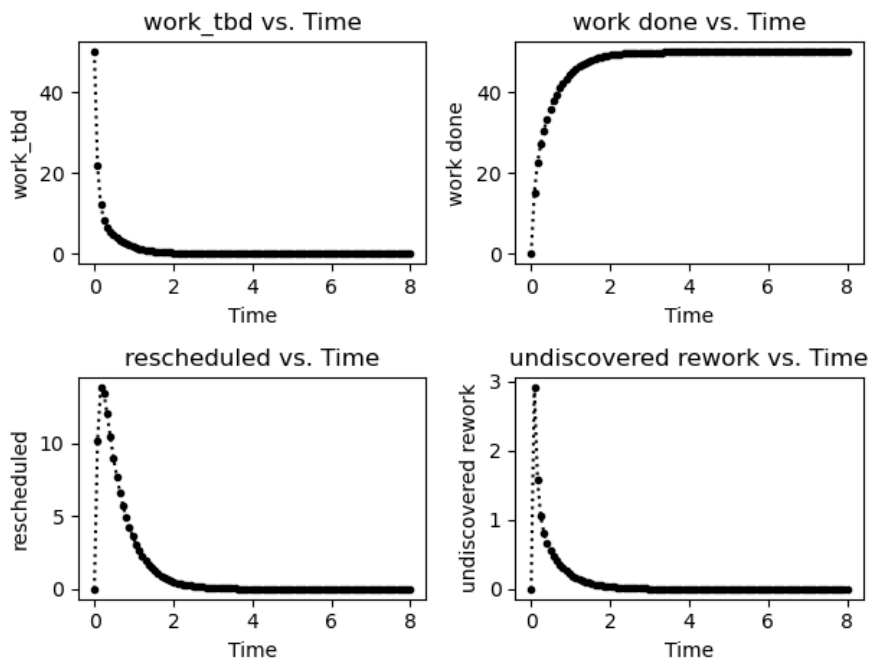 work_tbd vs. Time
work_tbd
40
20
0
0 2 4 6 8
Time
work done vs. Time
work done
40
20
0
0 2 4 6 8
Time
rescheduled vs. Time
rescheduled
10
5
0
0 2 4 6 8
Time
undiscovered rework vs. Time
undiscovered rework
3
2
1
0
0 2 4 6 8
Time